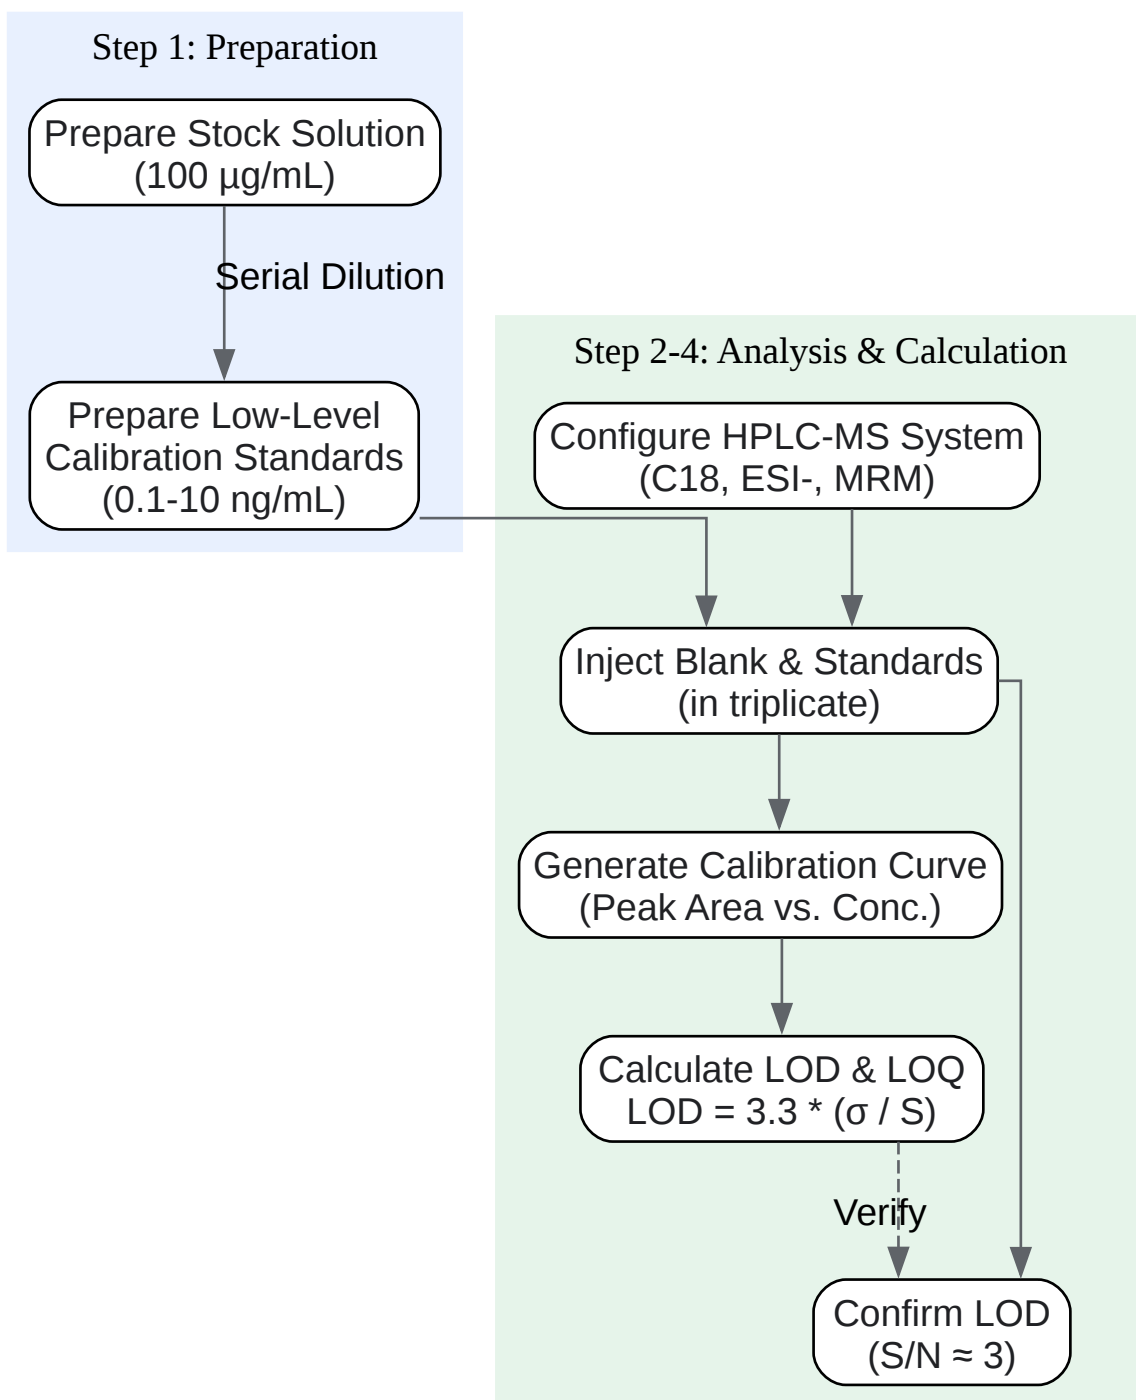 Step 1: Preparation
Prepare Stock Solution
(100 µg/mL)
Serial Dilution
Prepare Low-Level
Calibration Standards
(0.1-10 ng/mL)
Step 2-4: Analysis & Calculation
Configure HPLC-MS System
(C18, ESI-, MRM)
Inject Blank & Standards
(in triplicate)
Generate Calibration Curve
(Peak Area vs. Conc.)
Calculate LOD & LOQ
LOD = 3.3 * (σ / S)
Verify
Confirm LOD
(S/N ≈ 3)